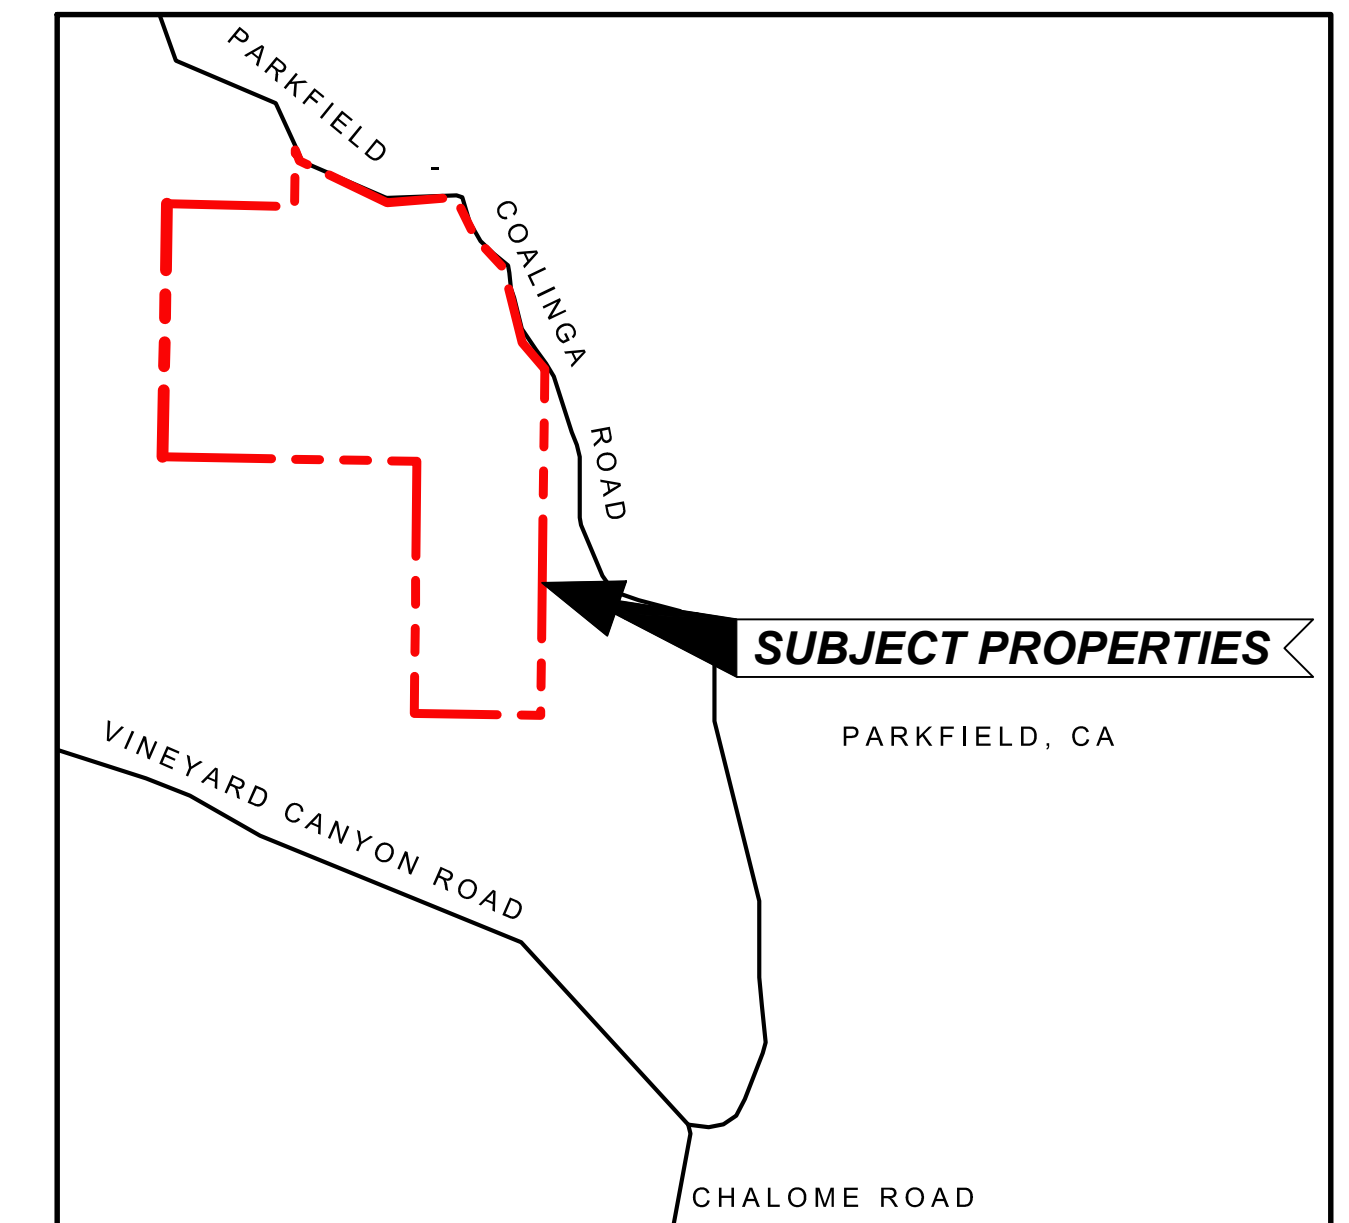 PARKFIELD - COALINGA ROAD
SUBJECT PROPERTIES
PARKFIELD, CA
VINEYARD CANYON ROAD
CHALOME ROAD